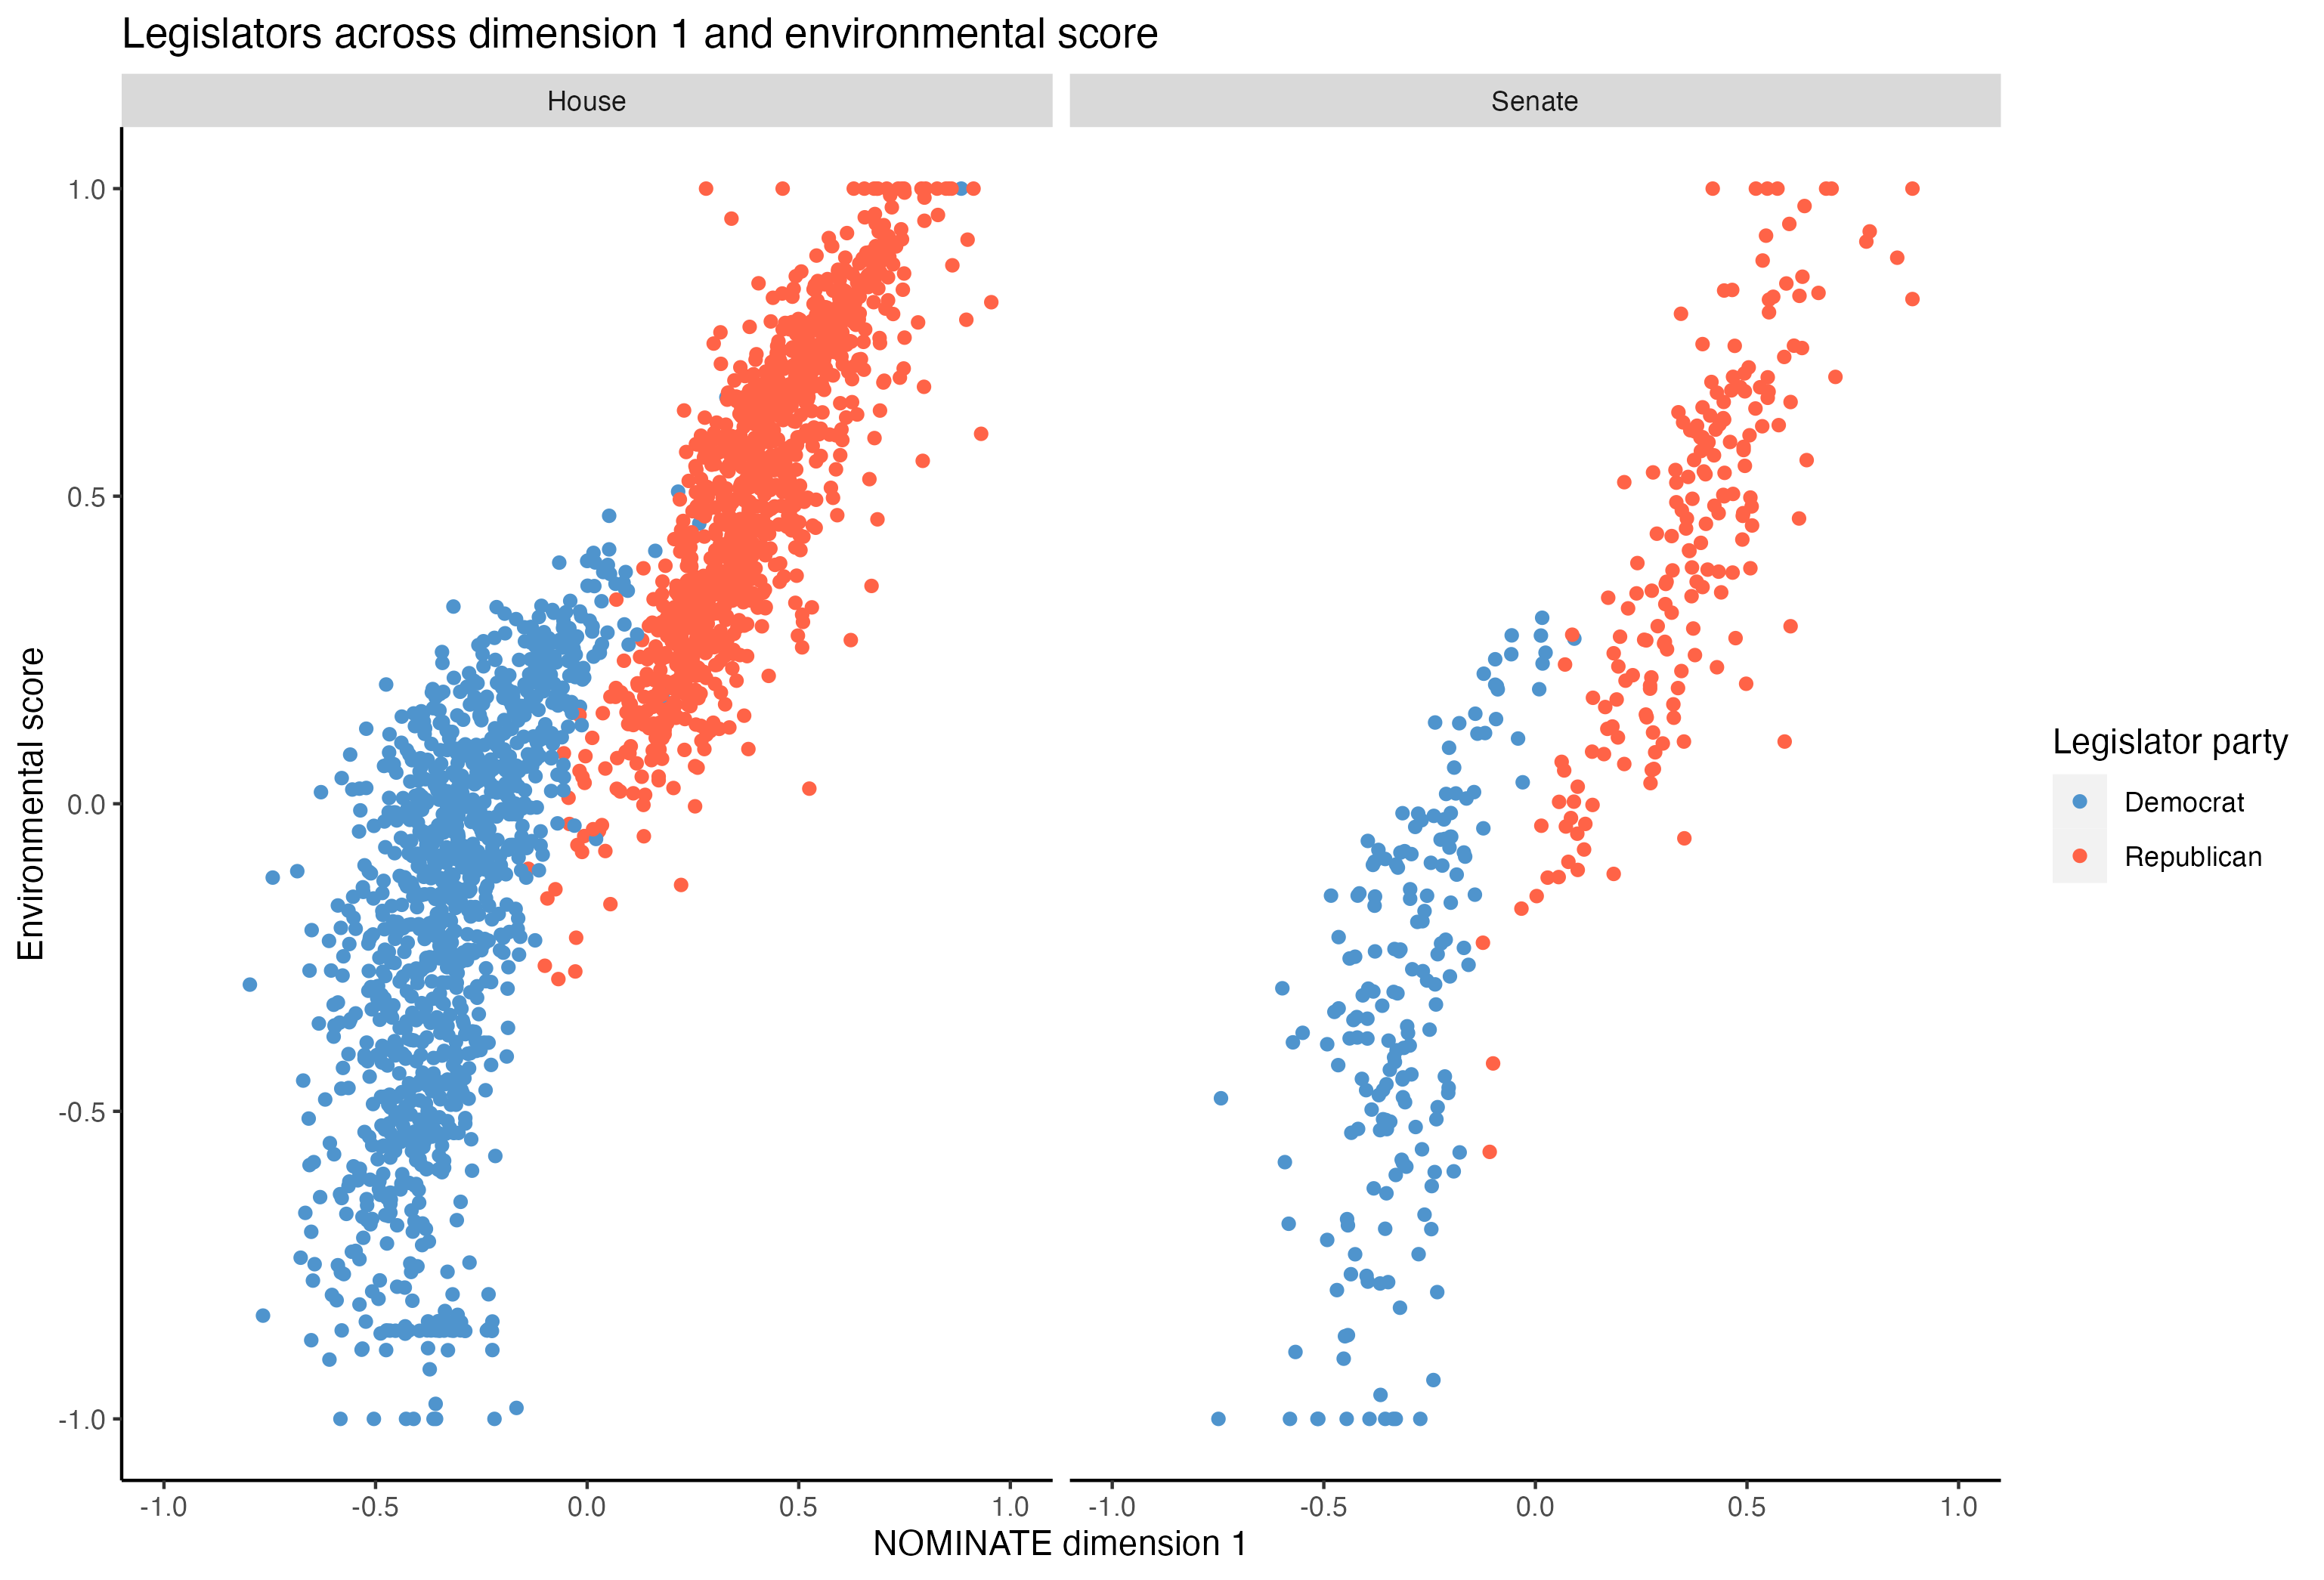 Legislators across dimension 1 and environmental score
House
Senate
1.0
0.5
0.0
-0.5
-1.0
Environmental score
-1.0
-0.5
0.0
0.5
1.0
-1.0
-0.5
0.0
0.5
1.0
NOMINATE dimension 1
Legislator party
Democrat
Republican